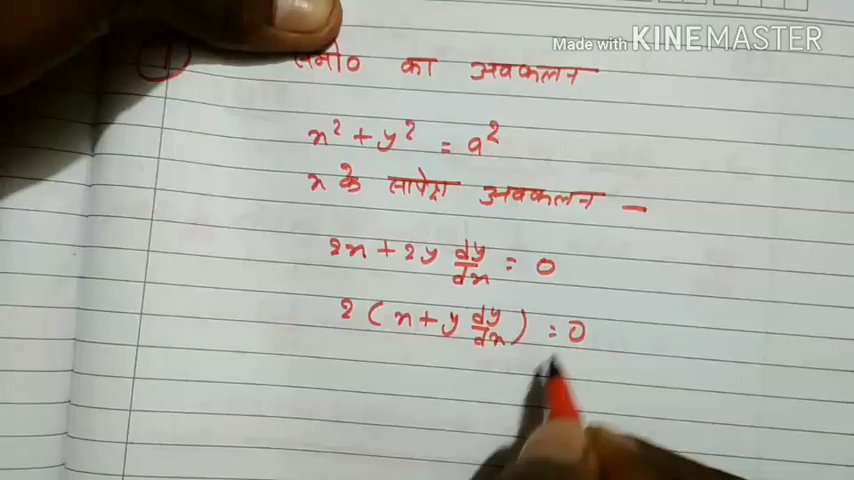 Made with KINEMASTER
1
समी० का अवकलन
x² + y² = a²
x के सापेक्ष अवकलन –
2x + 2y dy/dx = 0
2 ( x + y dy/dx ) = 0